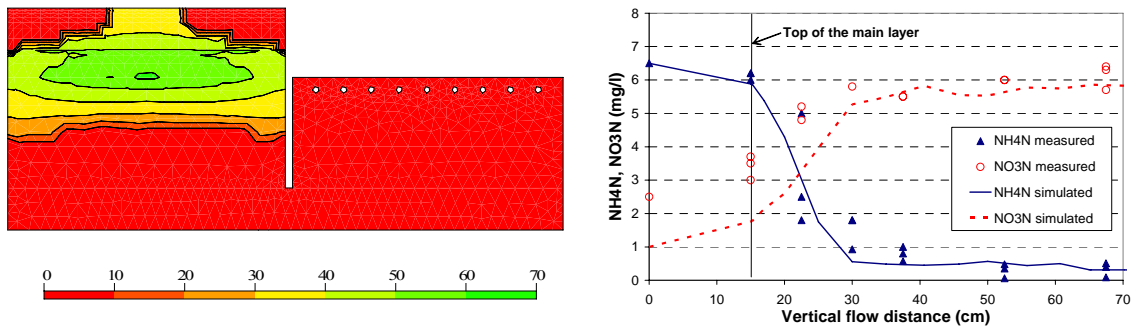 0 10 20 30 40 50 60 70
8
7
6
5
4
3
2
1
0
NH4N, NO3N (mg/l)
Top of the main layer
NH4N measured
NO3N measured
NH4N simulated
NO3N simulated
0 10 20 30 40 50 60 70
Vertical flow distance (cm)